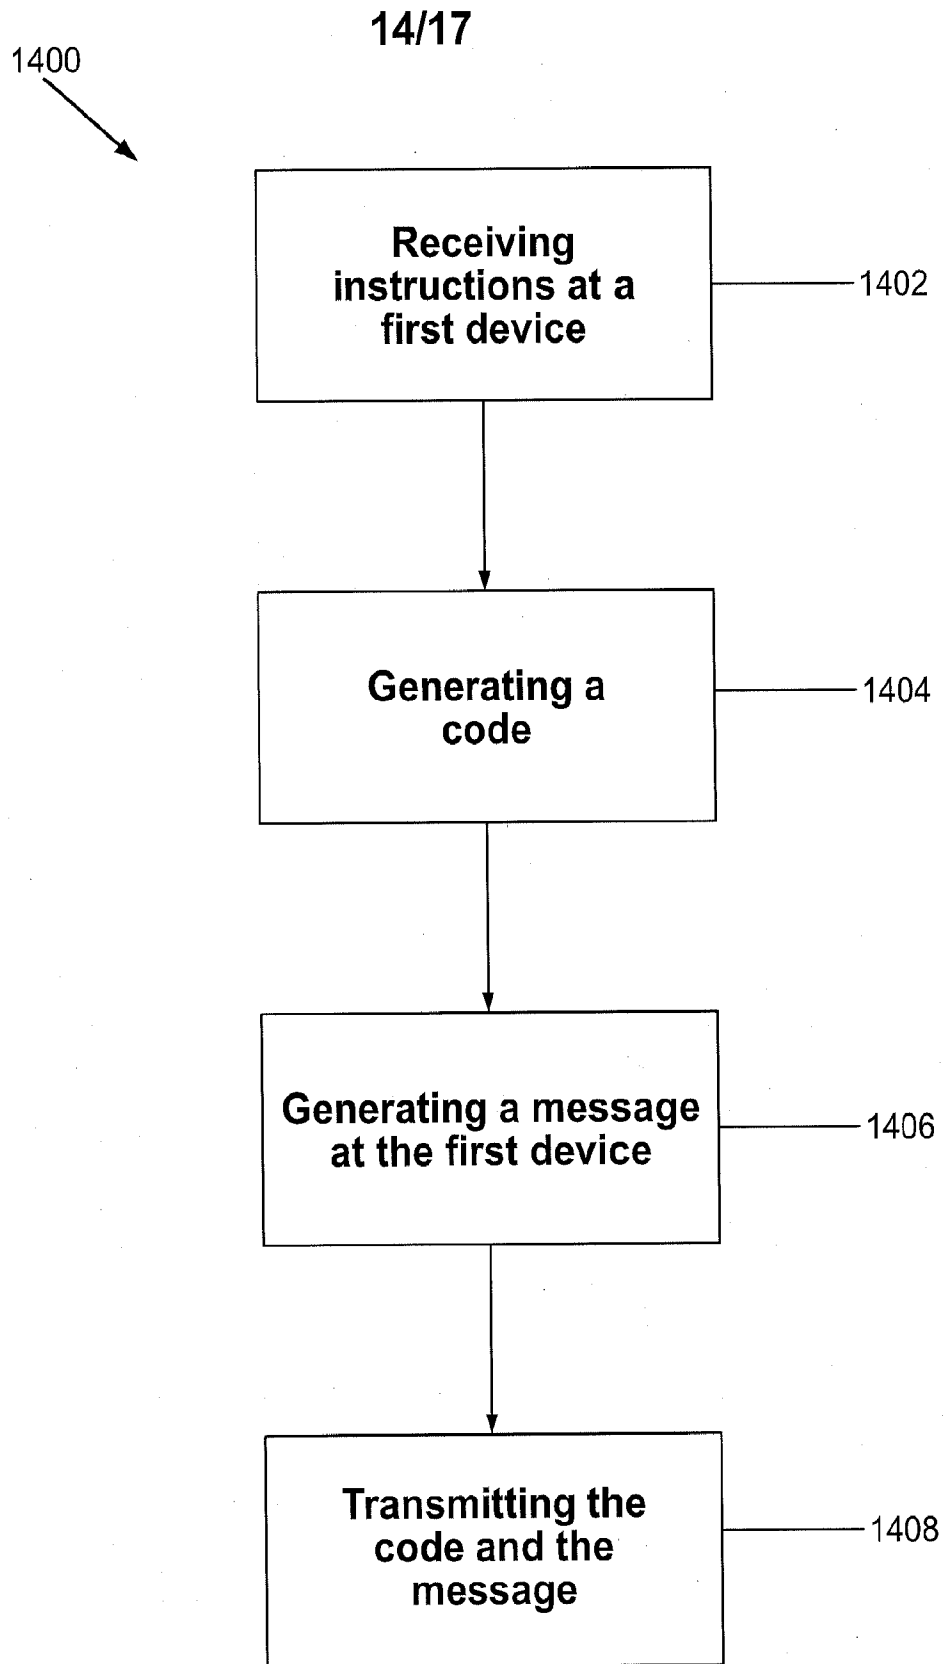 14/17
1400
Receiving
instructions at a
first device
1402
Generating a
code
1404
Generating a message
at the first device
1406
Transmitting the
code and the
message
1408